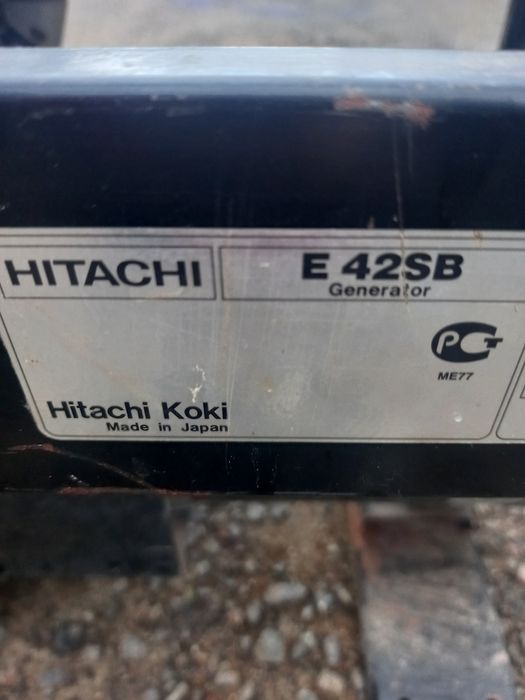 HITACHI
E 42SB
Generator
PCT
ME77
Hitachi Koki
Made in Japan